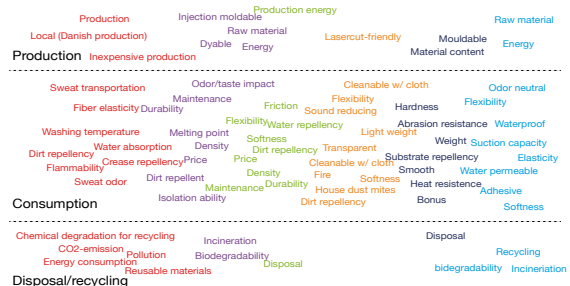 Production energy
Production
Injection moldable
Raw material
Raw material
Local (Danish production)
Lasercut-friendly
Mouldable
Dyable
Energy
Energy
Material content
Inexpensive production
Production
Odor/taste impact
Sweat transportation
Cleanable w/ cloth
Odor neutral
Maintenance
Flexibility
Flexibility
Fiber elasticity
Durability
Friction
Hardness
Sound reducing
Flexibility
Water repellency
Abrasion resistance
Waterproof
Washing temperature
Melting point
Light weight
Softness
Weight
Suction capacity
Water absorption
Density
Dirt repellency
Transparent
Dirt repellency
Crease repellency
Price
Price
Substrate repellency
Elasticity
Cleanable w/ cloth
Flammability
Density
Fire
Smooth
Water permeable
Sweat odor
Dirt repellent
Softness
Durability
Heat resistence
Maintenance
House dust mites
Adhesive
Isolation ability
Dirt repellency
Bonus
Consumption
Softness
Chemical degradation for recycling
Disposal
Incineration
CO2-emission
Pollution
Biodegradability
Recycling
Energy consumption
Disposal
Reusable materials
bidegradability
Incineriation
Disposal/recycling